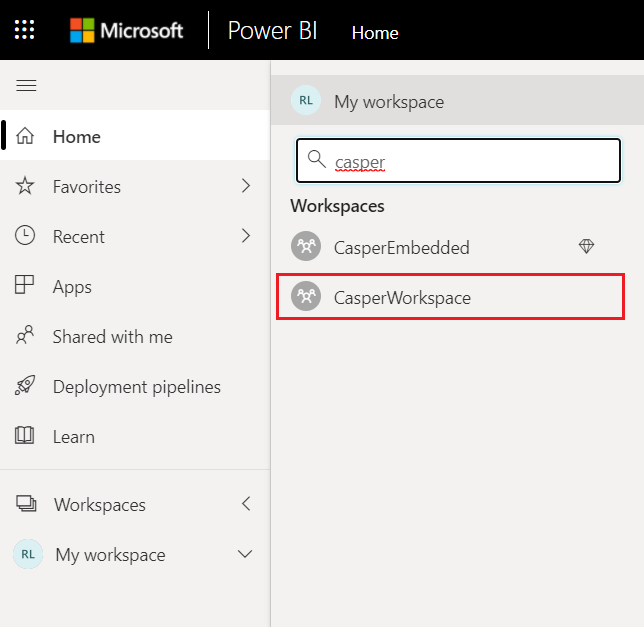 Microsoft Power BI Home
Home
Favorites
Recent
Apps
Shared with me
Deployment pipelines
Learn
Workspaces
RL My workspace
RL My workspace
casper
Workspaces
CasperEmbedded
CasperWorkspace